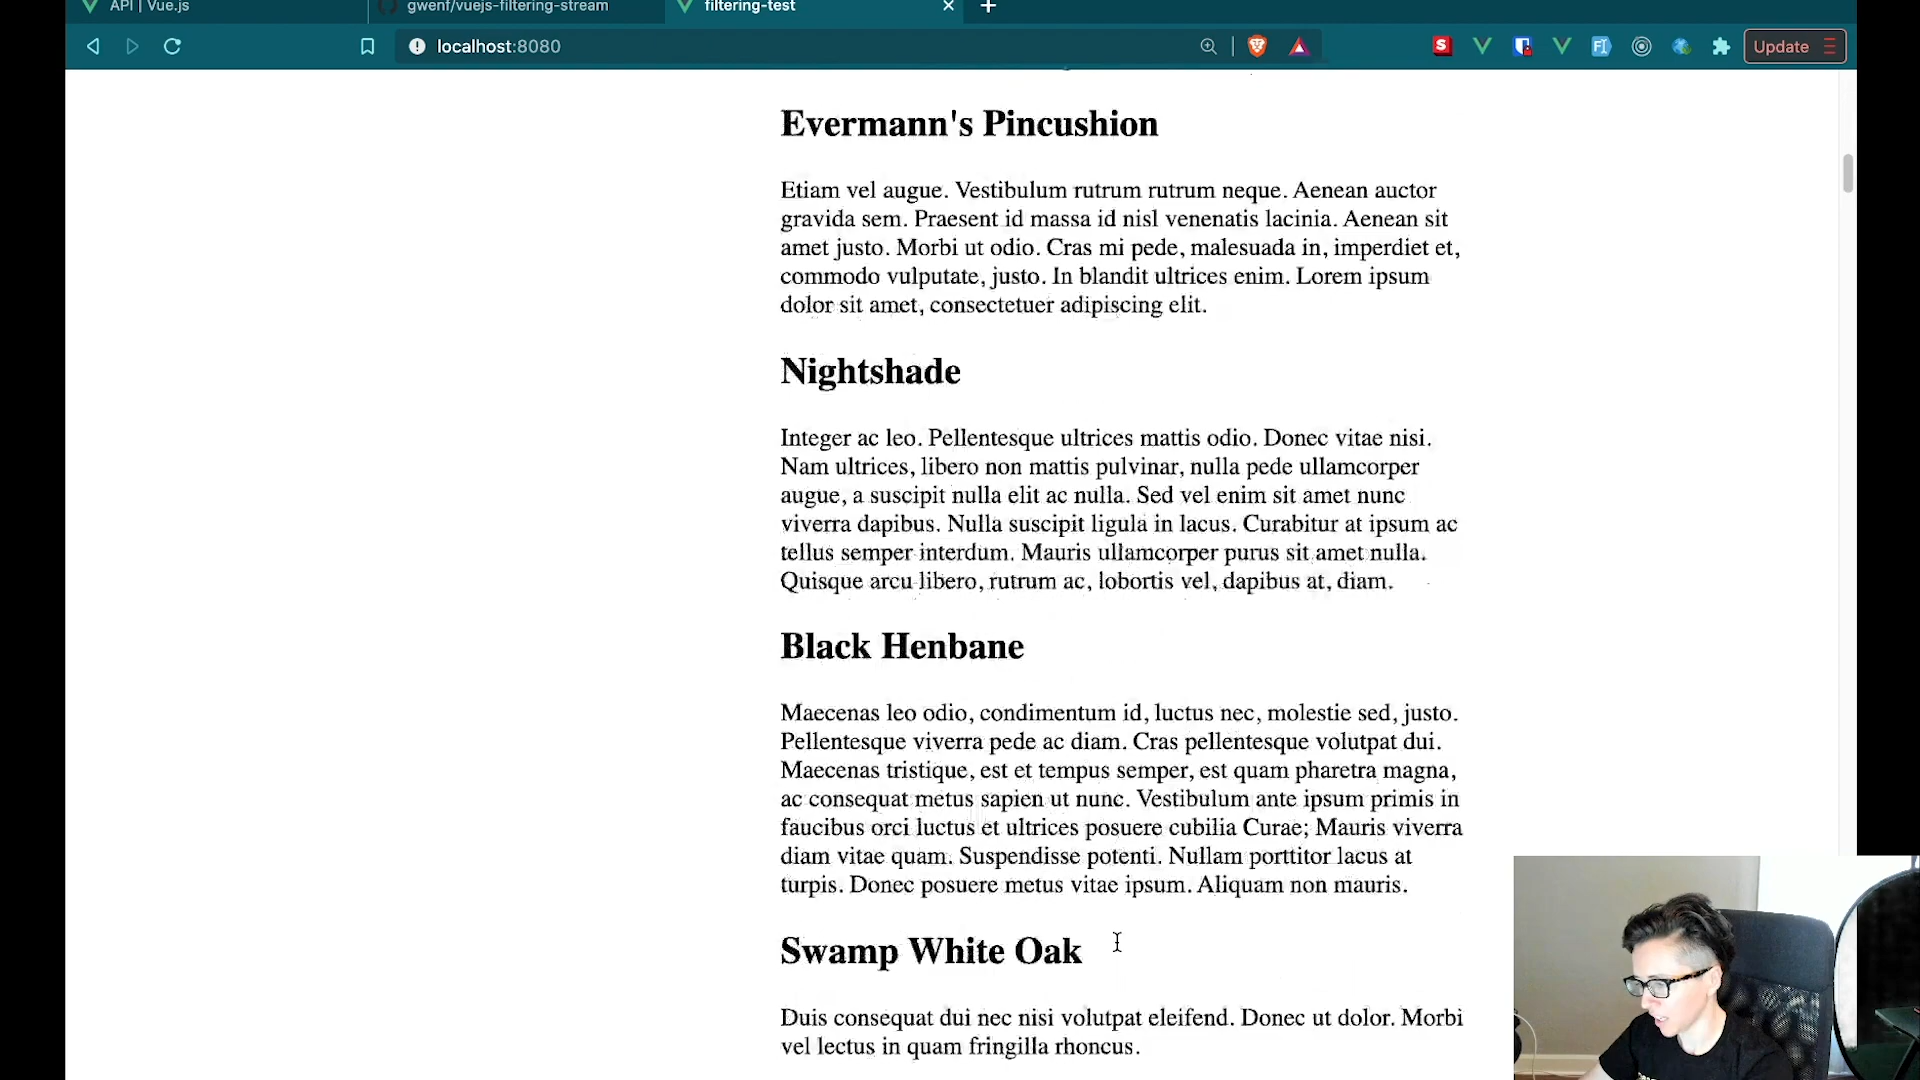 API | Vue.js
gwenf/vuejs-filtering-stream
filtering-test
localhost:8080
Update
Evermann's Pincushion
Etiam vel augue. Vestibulum rutrum rutrum neque. Aenean auctor
gravida sem. Praesent id massa id nisl venenatis lacinia. Aenean sit
amet justo. Morbi ut odio. Cras mi pede, malesuada in, imperdiet et,
commodo vulputate, justo. In blandit ultrices enim. Lorem ipsum
dolor sit amet, consectetuer adipiscing elit.
Nightshade
Integer ac leo. Pellentesque ultrices mattis odio. Donec vitae nisi.
Nam ultrices, libero non mattis pulvinar, nulla pede ullamcorper
augue, a suscipit nulla elit ac nulla. Sed vel enim sit amet nunc
viverra dapibus. Nulla suscipit ligula in lacus. Curabitur at ipsum ac
tellus semper interdum. Mauris ullamcorper purus sit amet nulla.
Quisque arcu libero, rutrum ac, lobortis vel, dapibus at, diam.
Black Henbane
Maecenas leo odio, condimentum id, luctus nec, molestie sed, justo.
Pellentesque viverra pede ac diam. Cras pellentesque volutpat dui.
Maecenas tristique, est et tempus semper, est quam pharetra magna,
ac consequat metus sapien ut nunc. Vestibulum ante ipsum primis in
faucibus orci luctus et ultrices posuere cubilia Curae; Mauris viverra
diam vitae quam. Suspendisse potenti. Nullam porttitor lacus at
turpis. Donec posuere metus vitae ipsum. Aliquam non mauris.
Swamp White Oak
Duis consequat dui nec nisi volutpat eleifend. Donec ut dolor. Morbi
vel lectus in quam fringilla rhoncus.